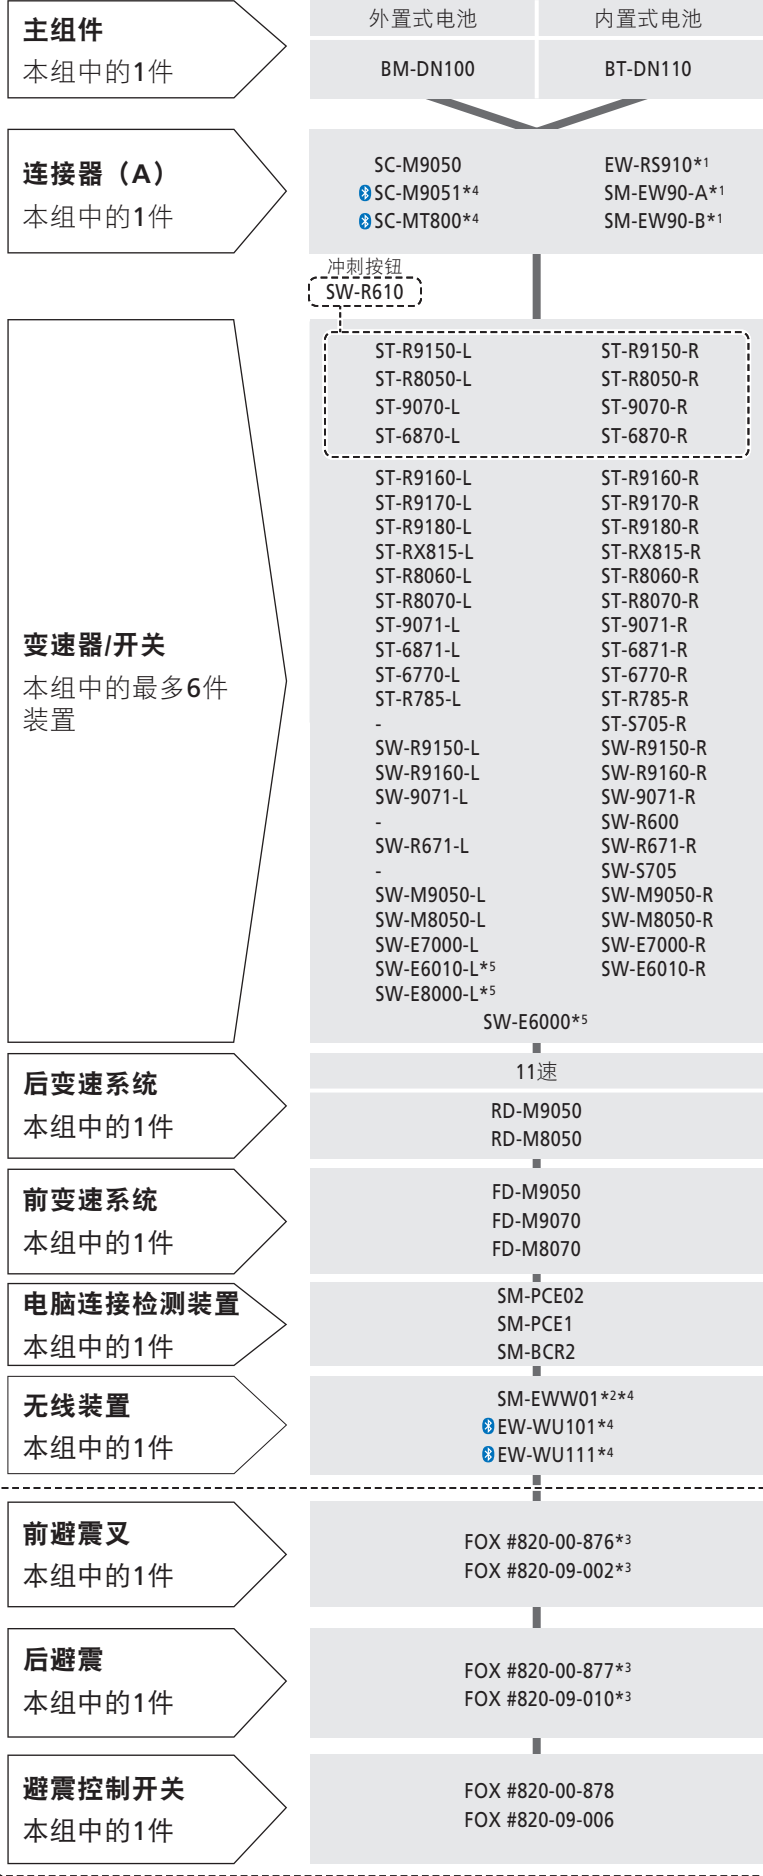 主组件
本组中的1件
外置式电池 内置式电池
BM-DN100 BT-DN110
连接器（A）
本组中的1件
SC-M9050 EW-RS910*1
SC-M9051*4 SM-EW90-A*1
SC-MT800*4 SM-EW90-B*1
冲刺按钮
SW-R610
变速器/开关
本组中的最多6件
装置
ST-R9150-L ST-R9150-R
ST-R8050-L ST-R8050-R
ST-9070-L ST-9070-R
ST-6870-L ST-6870-R
ST-R9160-L ST-R9160-R
ST-R9170-L ST-R9170-R
ST-R9180-L ST-R9180-R
ST-RX815-L ST-RX815-R
ST-R8060-L ST-R8060-R
ST-R8070-L ST-R8070-R
ST-9071-L ST-9071-R
ST-6871-L ST-6871-R
ST-6770-L ST-6770-R
ST-R785-L ST-R785-R
- ST-S705-R
SW-R9150-L SW-R9150-R
SW-R9160-L SW-R9160-R
SW-9071-L SW-9071-R
- SW-R600
SW-R671-L SW-R671-R
- SW-S705
SW-M9050-L SW-M9050-R
SW-M8050-L SW-M8050-R
SW-E7000-L SW-E7000-R
SW-E6010-L*5 SW-E6010-R
SW-E8000-L*5
SW-E6000*5
后变速系统
本组中的1件
11速
RD-M9050
RD-M8050
前变速系统
本组中的1件
FD-M9050
FD-M9070
FD-M8070
电脑连接检测装置
本组中的1件
SM-PCE02
SM-PCE1
SM-BCR2
无线装置
本组中的1件
SM-EWW01*2*4
EW-WU101*4
EW-WU111*4
前避震叉
本组中的1件
FOX #820-00-876*3
FOX #820-09-002*3
后避震
本组中的1件
FOX #820-00-877*3
FOX #820-09-010*3
避震控制开关
本组中的1件
FOX #820-00-878
FOX #820-09-006